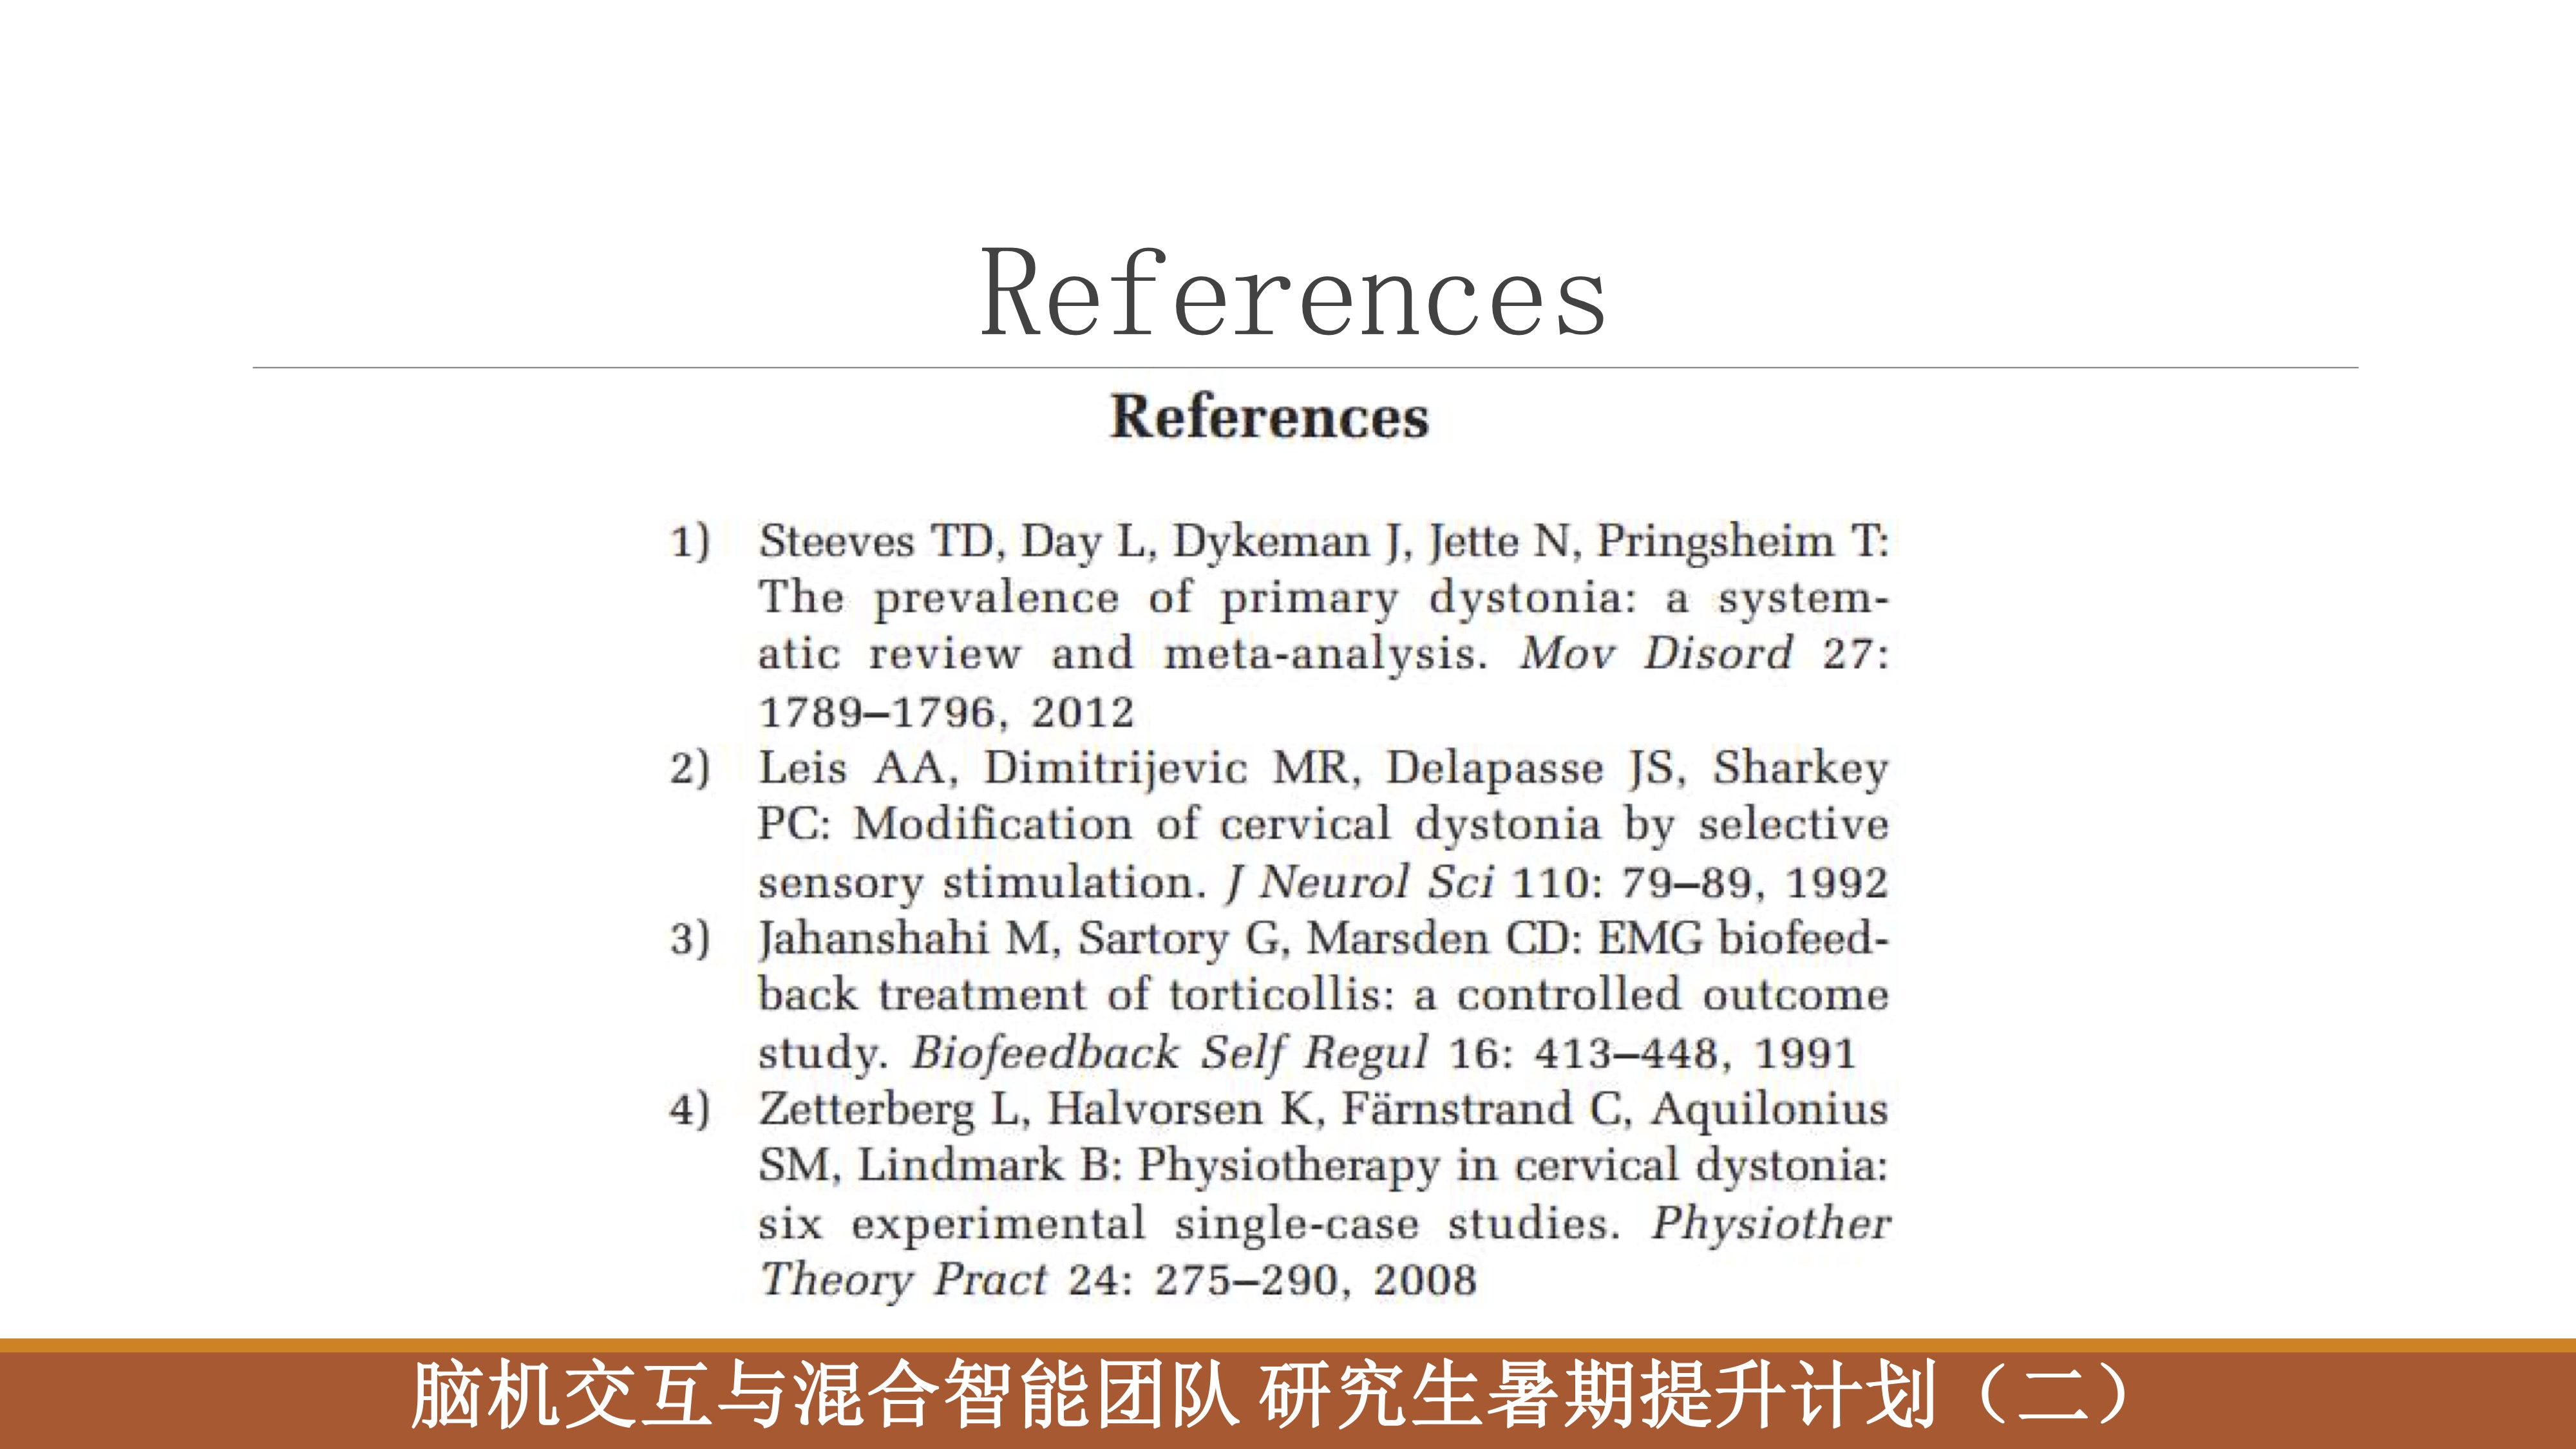 References
References
1) Steeves TD, Day L, Dykeman J, Jette N, Pringsheim T:
The prevalence of primary dystonia: a system-
atic review and meta-analysis. Mov Disord 27:
1789–1796, 2012
2) Leis AA, Dimitrijevic MR, Delapasse JS, Sharkey
PC: Modification of cervical dystonia by selective
sensory stimulation. J Neurol Sci 110: 79–89, 1992
3) Jahanshahi M, Sartory G, Marsden CD: EMG biofeed-
back treatment of torticollis: a controlled outcome
study. Biofeedback Self Regul 16: 413–448, 1991
4) Zetterberg L, Halvorsen K, Färnstrand C, Aquilonius
SM, Lindmark B: Physiotherapy in cervical dystonia:
six experimental single-case studies. Physiother
Theory Pract 24: 275–290, 2008
脑机交互与混合智能团队 研究生暑期提升计划（二）